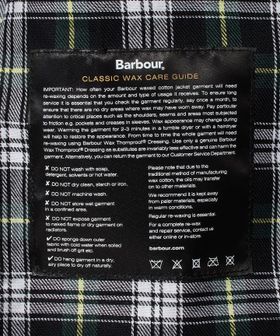 Barbour.
CLASSIC WAX CARE GUIDE
IMPORTANT: How often your Barbour waxed cotton jacket garment will need
re-waxing depends on the amount and type of usage it receives. To ensure long
service it is essential that you check the garment regularly, say once a month, to
ensure that there are no dry areas where wax may have worn away. Pay particular
attention to critical places such as the shoulders, seams and areas most subjected
to friction e.g. pockets and creases in sleeves. Wax appearance may change during
wear. Warming the garment for 2-3 minutes in a tumble dryer or with a hairdryer
will help to restore the appearance. From time to time the whole garment will need
re-waxing using Barbour Wax Thornproof Dressing. Use only a genuine Barbour
Wax Thornproof Dressing as substitutes are invariably less effective and can harm the
garment. Alternatively, you can return the garment to our Customer Service Department.
✗ DO NOT wash with soap,
detergent, solvents or hot water.
✗ DO NOT dry clean, starch or iron.
✗ DO NOT machine wash.
✗ DO NOT store wet garment
in a confined area.
✗ DO NOT expose garment
to naked flame or dry garment on
radiators.
✓ DO sponge down outer
fabric with cold water when soiled
and brush off grit etc.
✓ DO hang garment in a dry,
airy place to dry off naturally.
Please note that due to the
traditional method of manufacturing
wax cotton, the oils may transfer
on to other materials.
We recommend it is kept away
from paler materials, especially
in warm environments.
Regular re-waxing is essential.
For a complete re-wax
and repair service, contact us
either online or in-store.
barbour.com